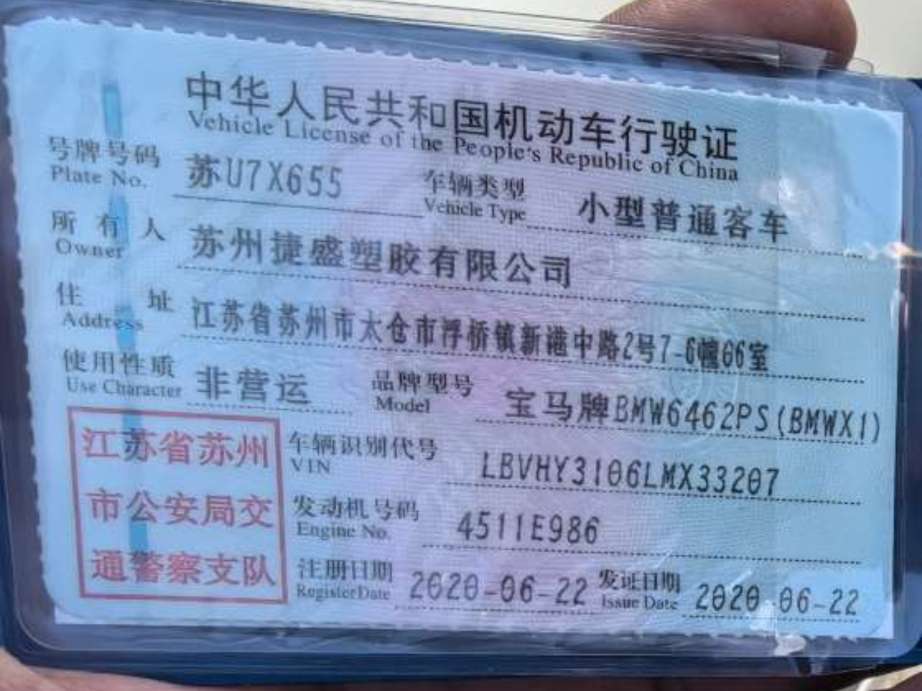 中华人民共和国机动车行驶证
Vehicle License of the People's Republic of China
号牌号码 苏U7X655 车辆类型 小型普通客车
Plate No. Vehicle Type
所有人 苏州捷盛塑胶有限公司
Owner
住址 江苏省苏州市太仓市浮桥镇新港中路2号7-6幢06室
Address
使用性质 非营运 品牌型号 宝马牌BMW6462PS(BMWX1)
Use Character Model
江苏省苏州
市公安局交
通警察支队
车辆识别代号 LBVHY3106LMX33207
VIN
发动机号码 4511E986
Engine No.
注册日期 2020-06-22 发证日期 2020-06-22
Register Date Issue Date